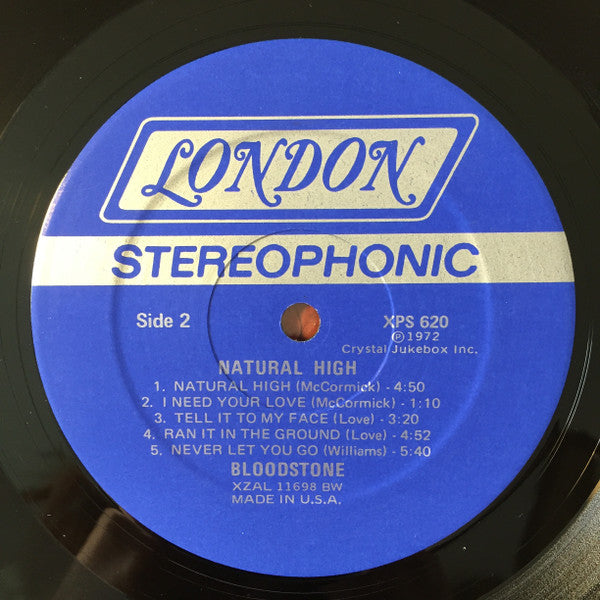 LONDON
STEREOPHONIC
Side 2
XPS 620
℗1972
Crystal Jukebox Inc.
NATURAL HIGH
1. NATURAL HIGH (McCormick) - 4:50
2. I NEED YOUR LOVE (McCormick) - 1:10
3. TELL IT TO MY FACE (Love) - 3:20
4. RAN IT IN THE GROUND (Love) - 4:52
5. NEVER LET YOU GO (Williams) - 5:40
BLOODSTONE
XZAL 11698 BW
MADE IN U.S.A.